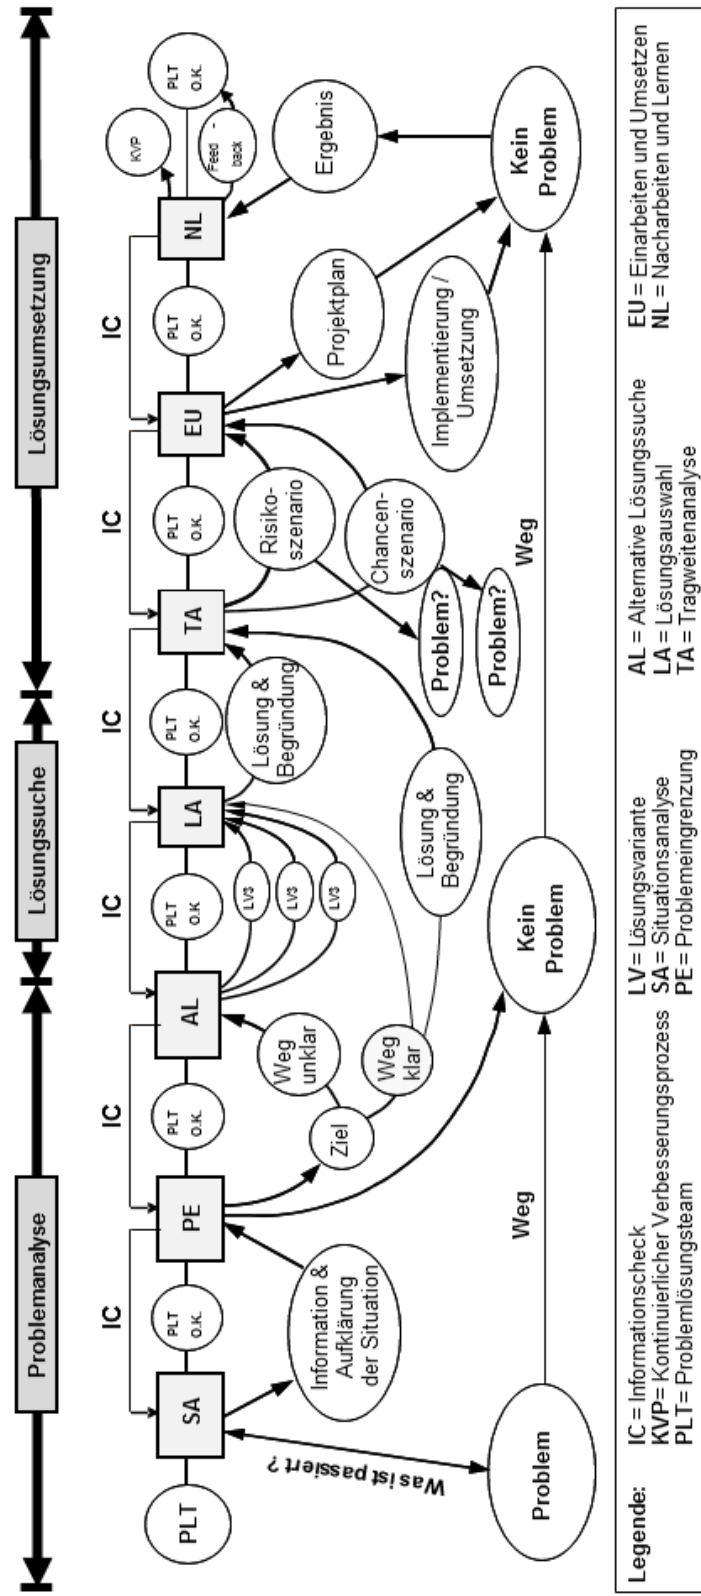 Problemanalyse
Lösungssuche
Lösungsumsetzung
IC
IC
IC
IC
IC
IC
PLT
SA
PLT
O.K.
PE
PLT
O.K.
AL
PLT
O.K
LA
PLT
O.K.
TA
PLT
O.K.
EU
PLT
O.K.
NL
KVP
PLT
O.K.
Feed -
back
Was ist passiert ?
Information &
Aufklärung
der Situation
Ziel
Weg
unklar
Weg
klar
LV$
LV$
LV$
Lösung &
Begründung
Lösung &
Begründung
Risiko-
szenario
Chancen-
szenario
Problem?
Problem?
Projektplan
Implementierung /
Umsetzung
Ergebnis
Problem
Weg
Kein
Problem
Weg
Kein
Problem
Legende:
IC = Informationscheck
KVP= Kontinuierlicher Verbesserungsprozess
PLT= Problemlösungsteam
LV= Lösungsvariante
SA= Situationsanalyse
PE= Problemeingrenzung
AL = Alternative Lösungssuche
LA = Lösungsauswahl
TA = Tragweitenanalyse
EU = Einarbeiten und Umsetzen
NL = Nacharbeiten und Lernen